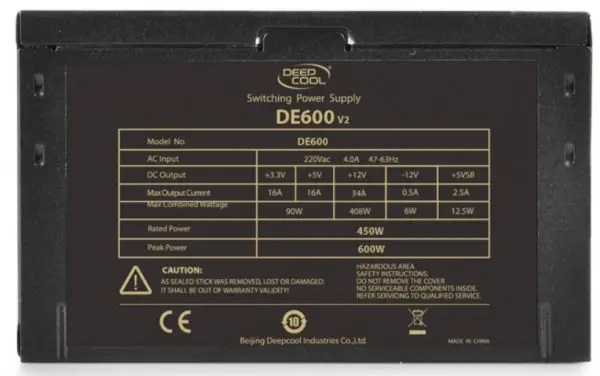 DEEP
COOL
Switching Power Supply
DE600 V2
Model No. DE600
AC Input 220Vac 4.0A 47-63Hz
DC Output +3.3V +5V +12V -12V +5VSB
Max Output Current 16A 16A 34A 0.5A 2.5A
Max Combined Wattage 90W 408W 6W 12.5W
Rated Power 450W
Peak Power 600W
CAUTION:
AS SEALED STICK WAS REMOVED, LOST OR DAMAGED.
IT SHALL BE OUT OF WARRANTY VALIDITY!
HAZARDOUS AREA
SAFETY INSTRUCTIONS:
DO NOT REMOVE THE COVER
NO SERVICEABLE COMPONENTS INSIDE.
REFER SERVICING TO QUALIFIED SERVICE.
CE
10
Beijing Deepcool Industries Co.,Ltd.
MADE IN CHINA